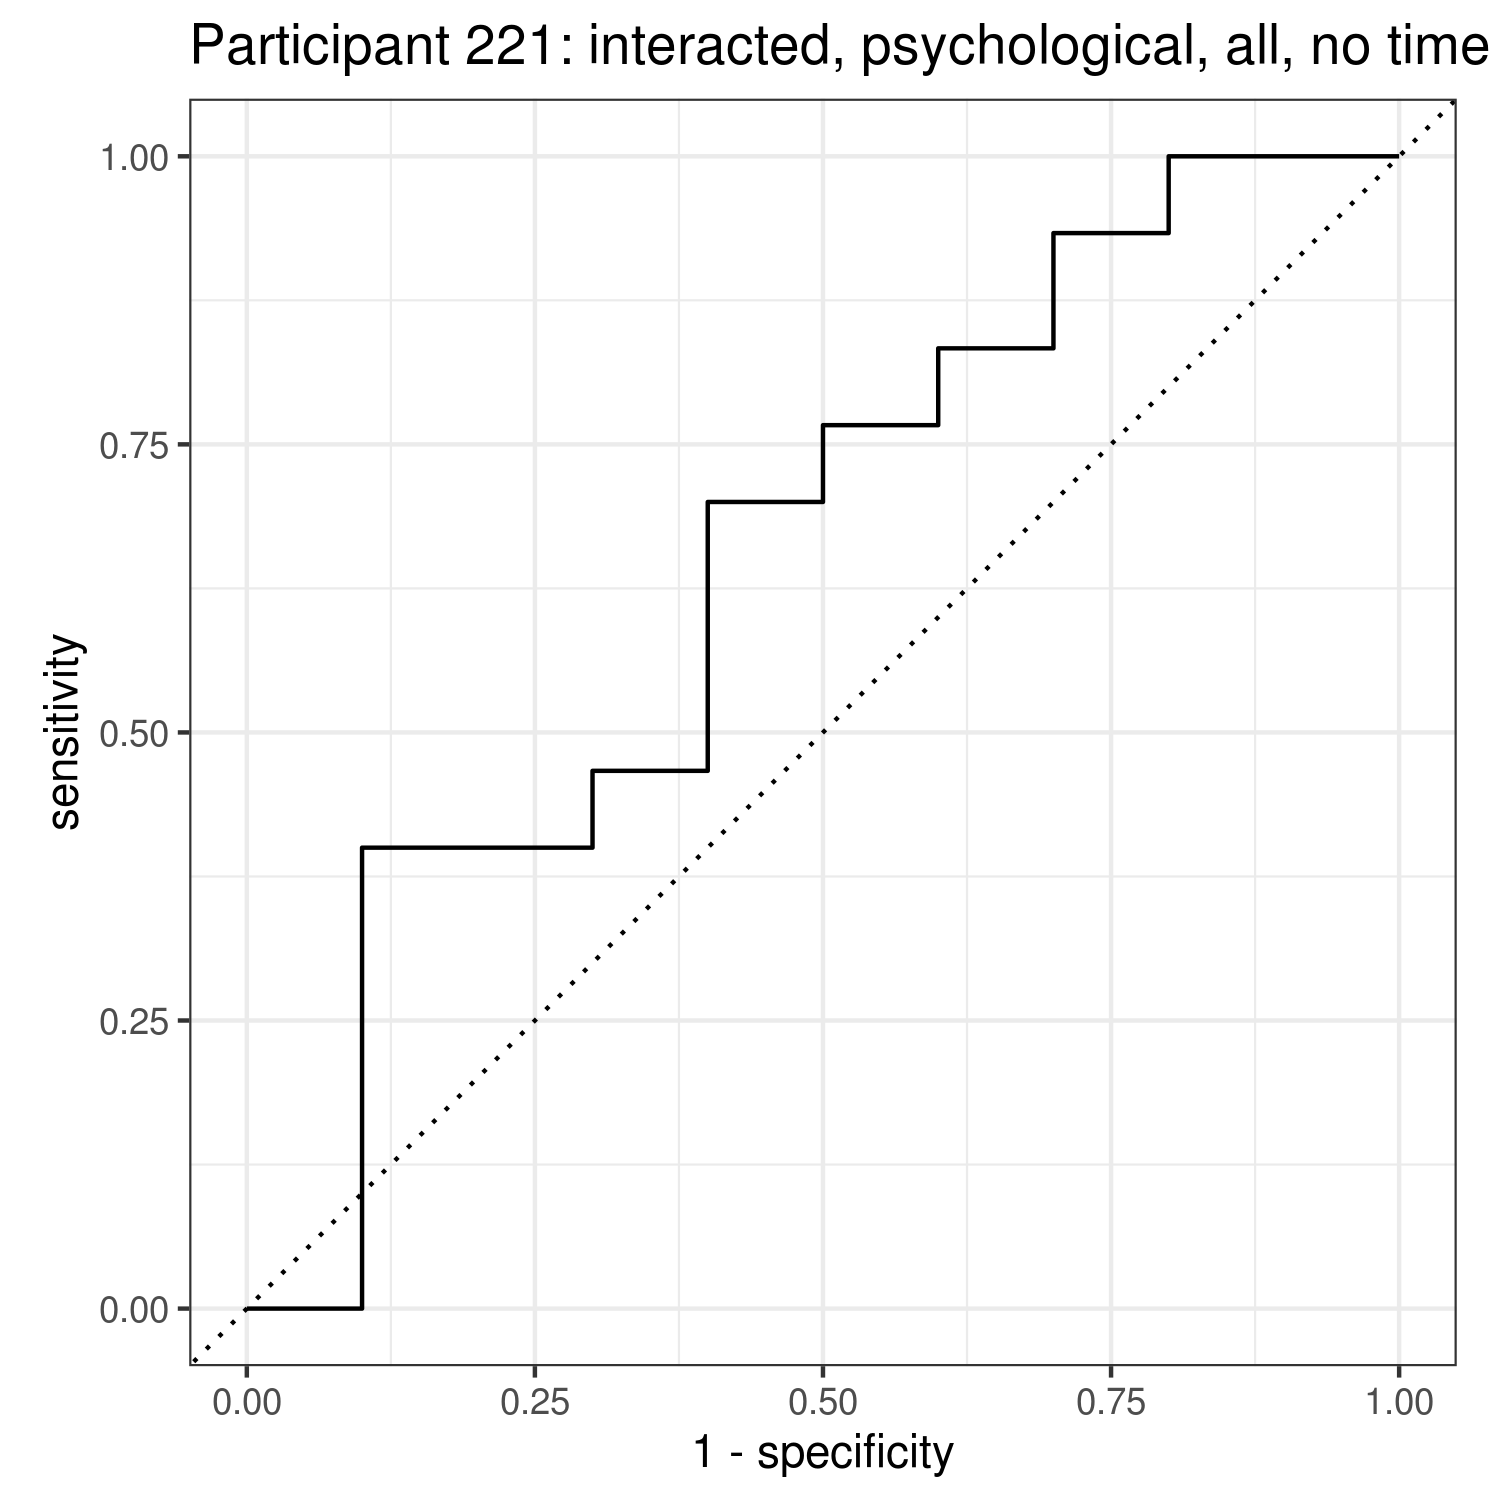 Participant 221: interacted, psychological, all, no time
1.00
0.75
0.50
0.25
0.00
sensitivity
0.00 0.25 0.50 0.75 1.00
1 - specificity